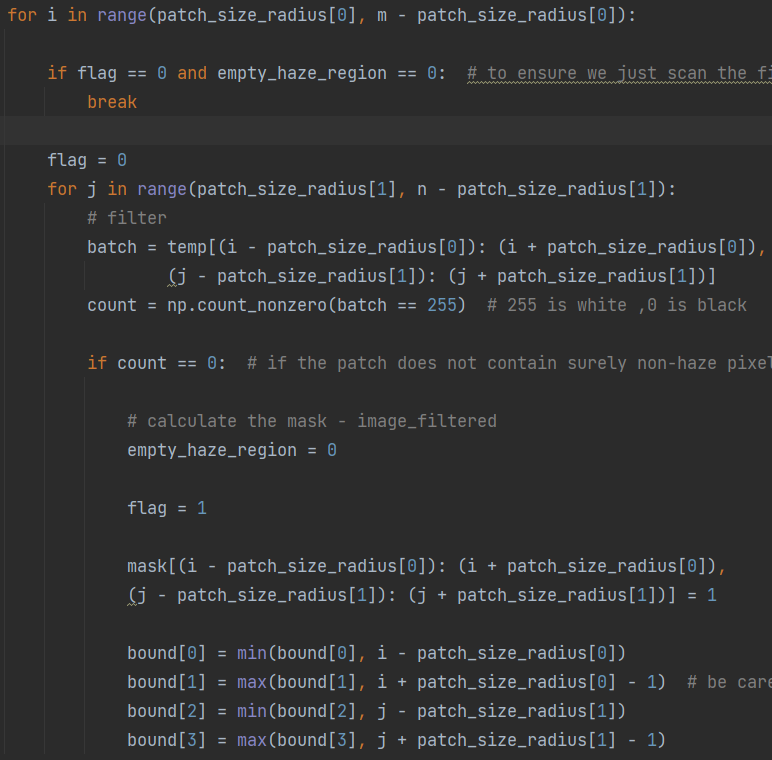 for i in range(patch_size_radius[0], m - patch_size_radius[0]):
if flag == 0 and empty_haze_region == 0:  # to ensure we just scan the
break
flag = 0
for j in range(patch_size_radius[1], n - patch_size_radius[1]):
# filter
batch = temp[(i - patch_size_radius[0]): (i + patch_size_radius[0]),
(j - patch_size_radius[1]): (j + patch_size_radius[1])]
count = np.count_nonzero(batch == 255)  # 255 is white ,0 is black
if count == 0:  # if the patch does not contain surely non-haze
# calculate the mask - image_filtered
empty_haze_region = 0
flag = 1
mask[(i - patch_size_radius[0]): (i + patch_size_radius[0]),
(j - patch_size_radius[1]): (j + patch_size_radius[1])] = 1
bound[0] = min(bound[0], i - patch_size_radius[0])
bound[1] = max(bound[1], i + patch_size_radius[0] - 1)  # be
bound[2] = min(bound[2], j - patch_size_radius[1])
bound[3] = max(bound[3], j + patch_size_radius[1] - 1)